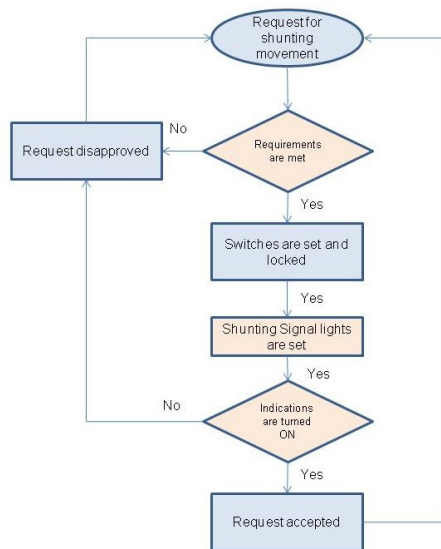 Request for
shunting
movement
No
Request disapproved
Requirements
are met
Yes
Switches are set and
locked
Yes
Shunting Signal lights
are set
Yes
No
Indications
are turned
ON
Yes
Request accepted